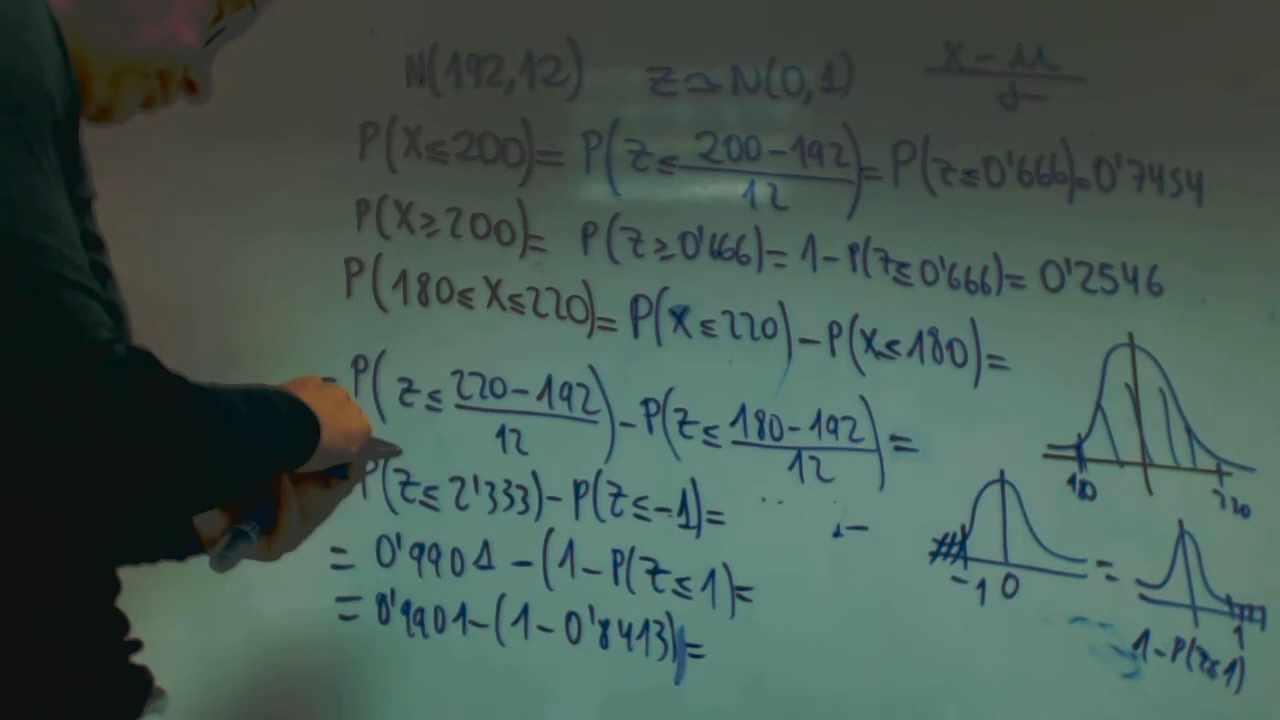 N(192,12) Z≃N(0,1) X-μ/σ
P(X≤200)= P(Z≤ 200-192/12)= P(Z≤0'666)=0'7454
P(X≥200)= P(Z≥0'666)= 1-P(Z≤0'666)= 0'2546
P(180≤X≤220)= P(X≤220)-P(X≤180)=
=P(Z≤ 220-192/12)-P(Z≤ 180-192/12)=
P(Z≤2'333)-P(Z≤-1)=
= 0'9901 -(1-P(Z≤1)=
= 0'9901-(1-0'8413)=
180 220
-1 0 = 1
1-P(Z≤1)